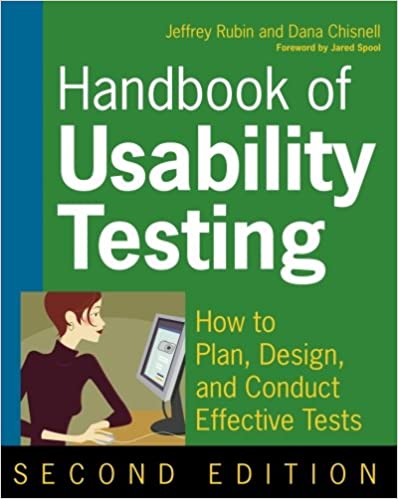 Jeffrey Rubin and Dana Chisnell
Foreword by Jared Spool
Handbook of
Usability
Testing
How to
Plan, Design,
and Conduct
Effective Tests
SECOND EDITION